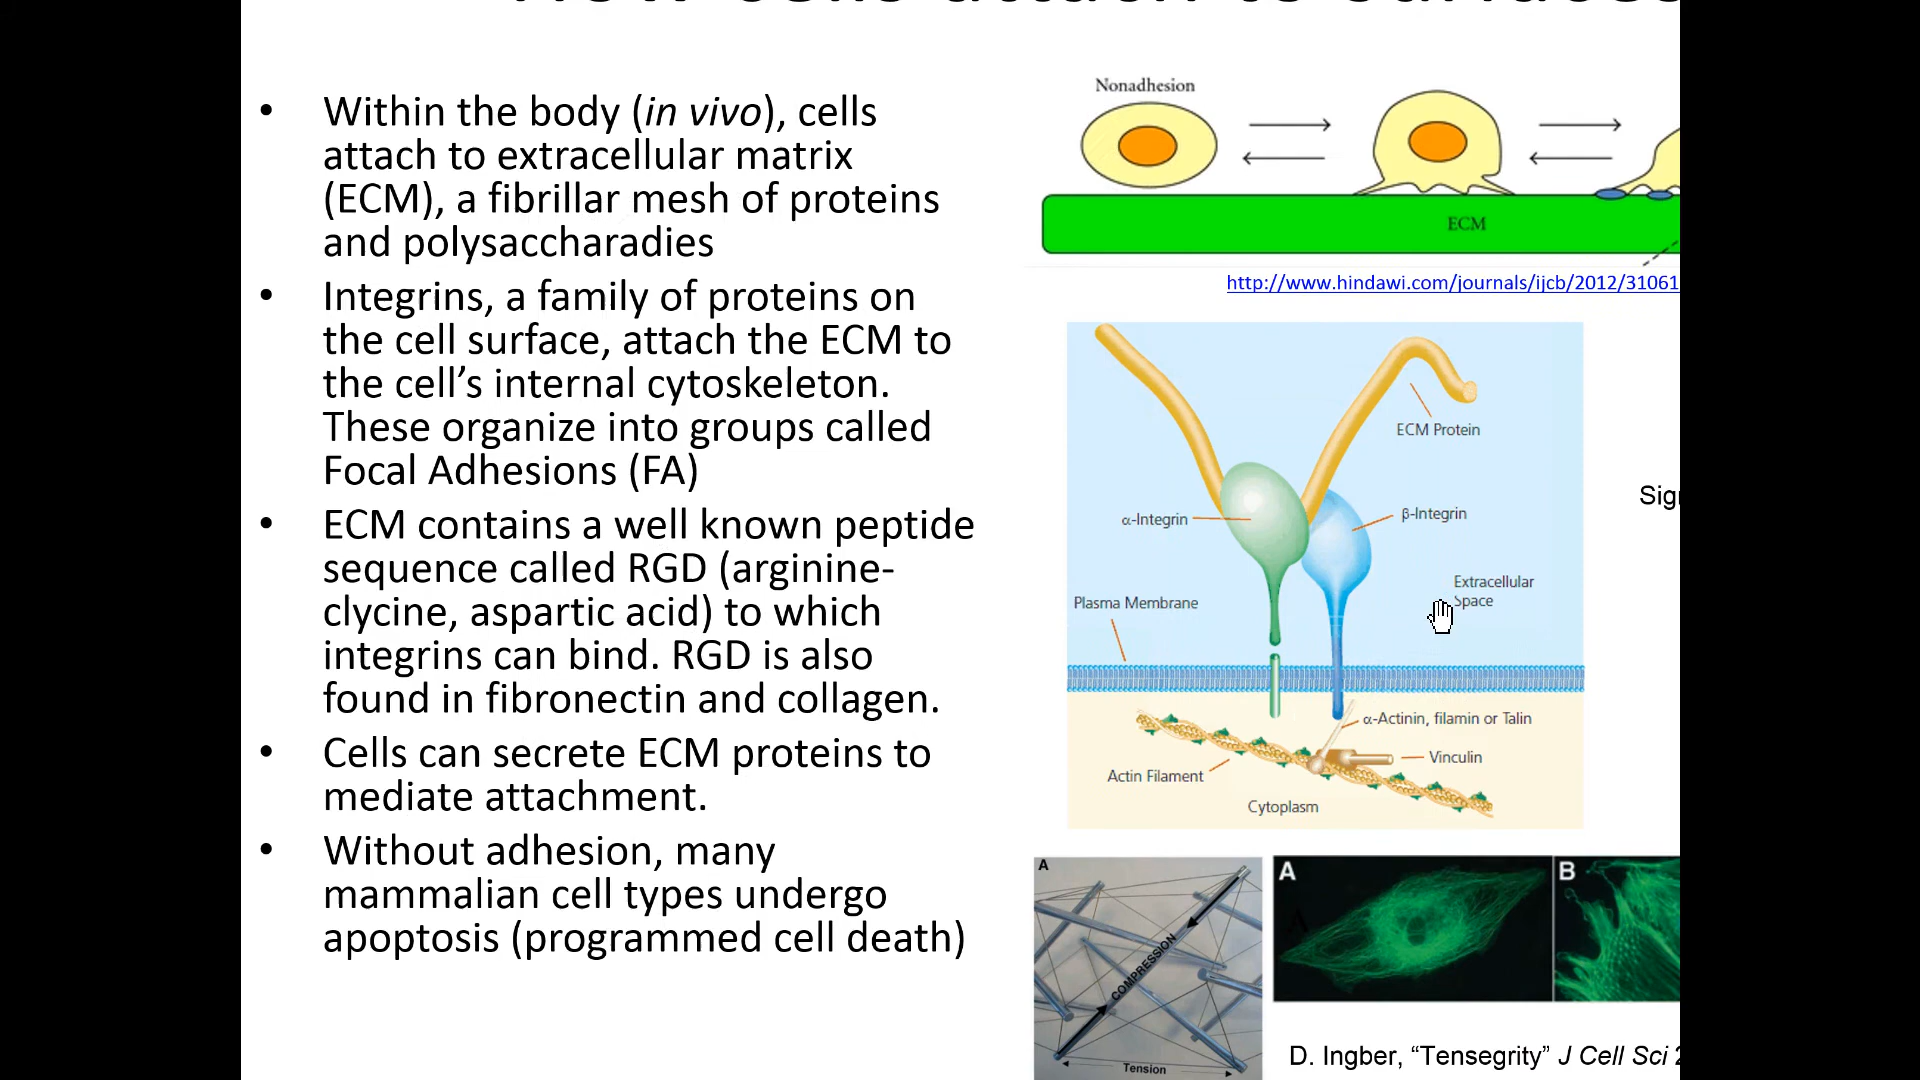 How cells attach to surfaces
• Within the body (in vivo), cells
attach to extracellular matrix
(ECM), a fibrillar mesh of proteins
and polysaccharadies
• Integrins, a family of proteins on
the cell surface, attach the ECM to
the cell’s internal cytoskeleton.
These organize into groups called
Focal Adhesions (FA)
• ECM contains a well known peptide
sequence called RGD (arginine-
clycine, aspartic acid) to which
integrins can bind. RGD is also
found in fibronectin and collagen.
• Cells can secrete ECM proteins to
mediate attachment.
• Without adhesion, many
mammalian cell types undergo
apoptosis (programmed cell death)
Nonadhesion
ECM
http://www.hindawi.com/journals/ijcb/2012/31061
ECM Protein
α-Integrin
β-Integrin
Extracellular
Space
Plasma Membrane
α-Actinin, filamin or Talin
Vinculin
Actin Filament
Cytoplasm
A
COMPRESSION
Tension
A
B
D. Ingber, “Tensegrity” J Cell Sci